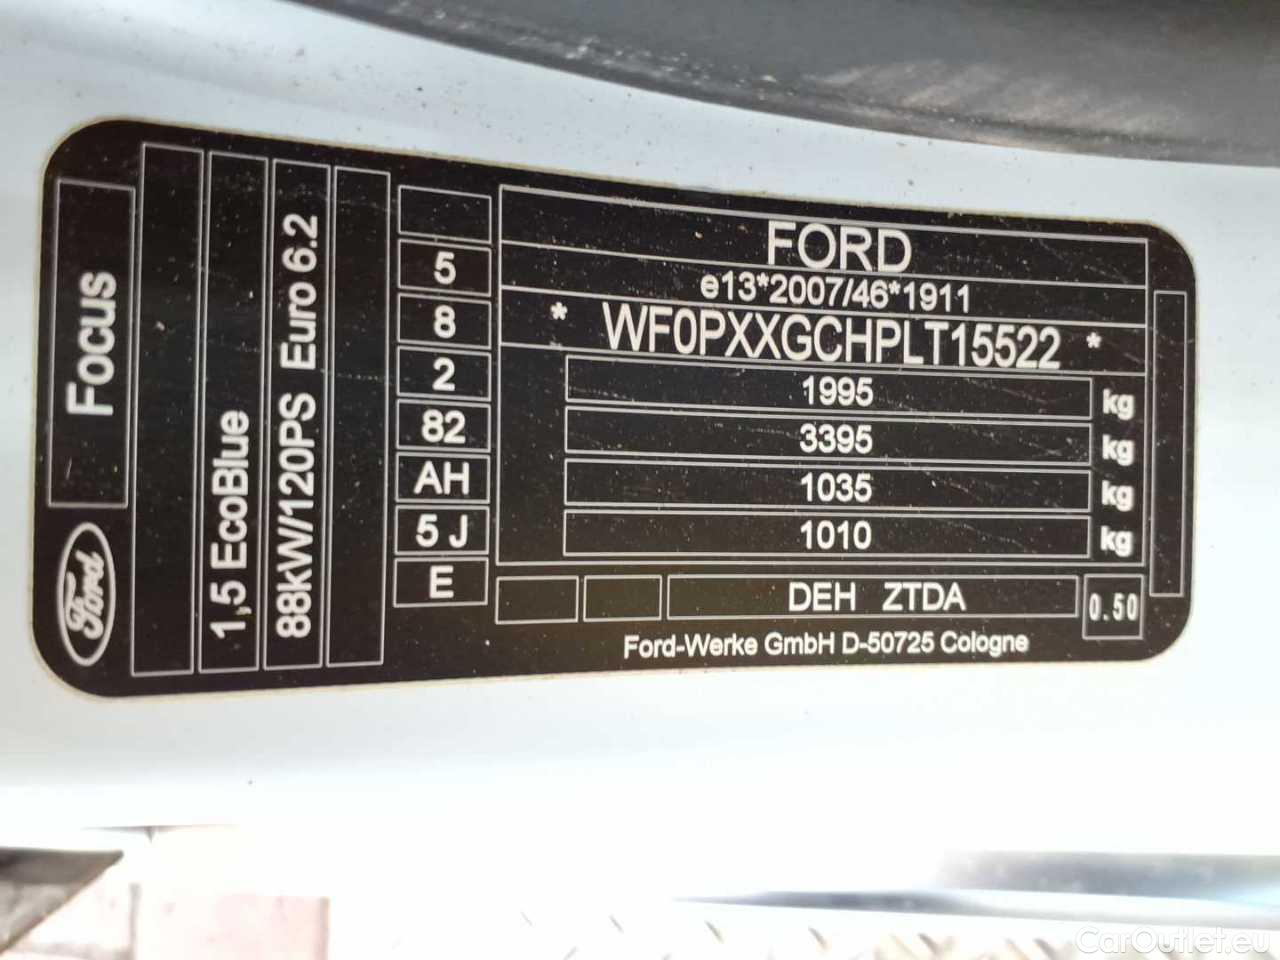 Focus
Ford
1,5 EcoBlue
88kW/120PS Euro 6.2
5
8
2
82
AH
5 J
E
FORD
e13*2007/46*1911
* WF0PXXGCHPLT15522 *
1995 kg
3395 kg
1035 kg
1010 kg
DEH ZTDA
0.50
Ford-Werke GmbH D-50725 Cologne
CarOutlet.eu